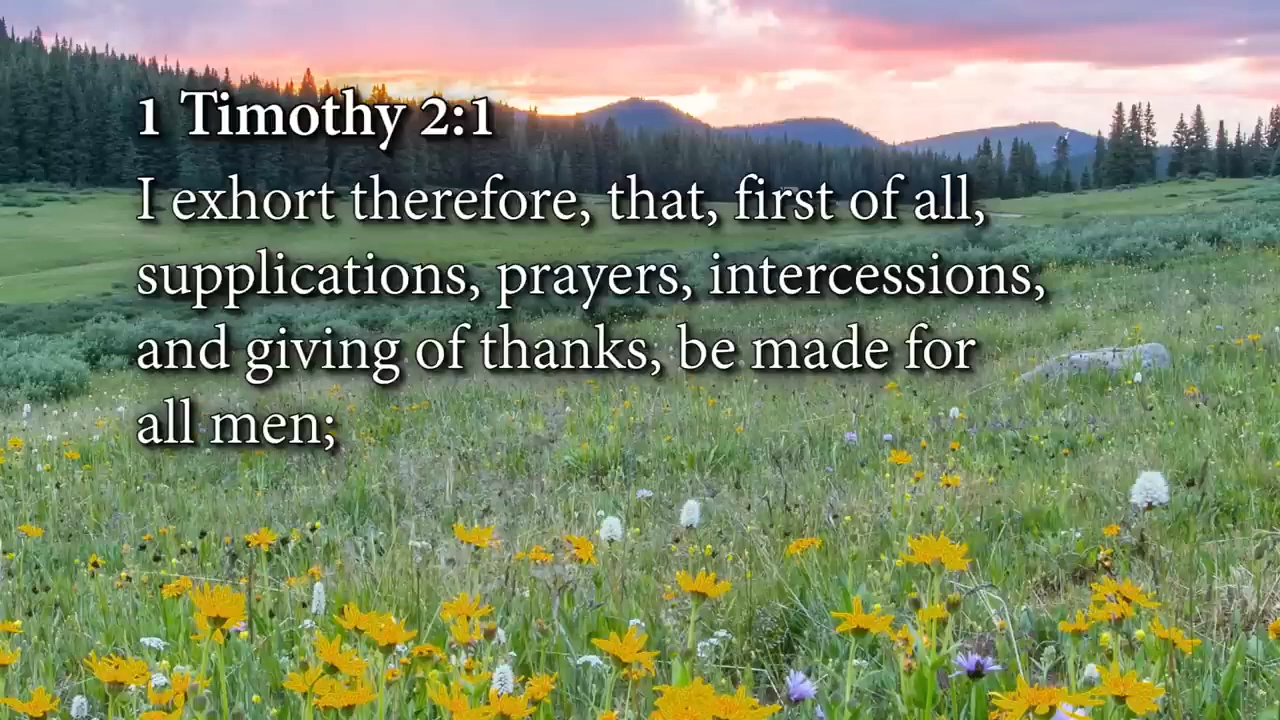 1 Timothy 2:1
I exhort therefore, that, first of all,
supplications, prayers, intercessions,
and giving of thanks, be made for
all men;